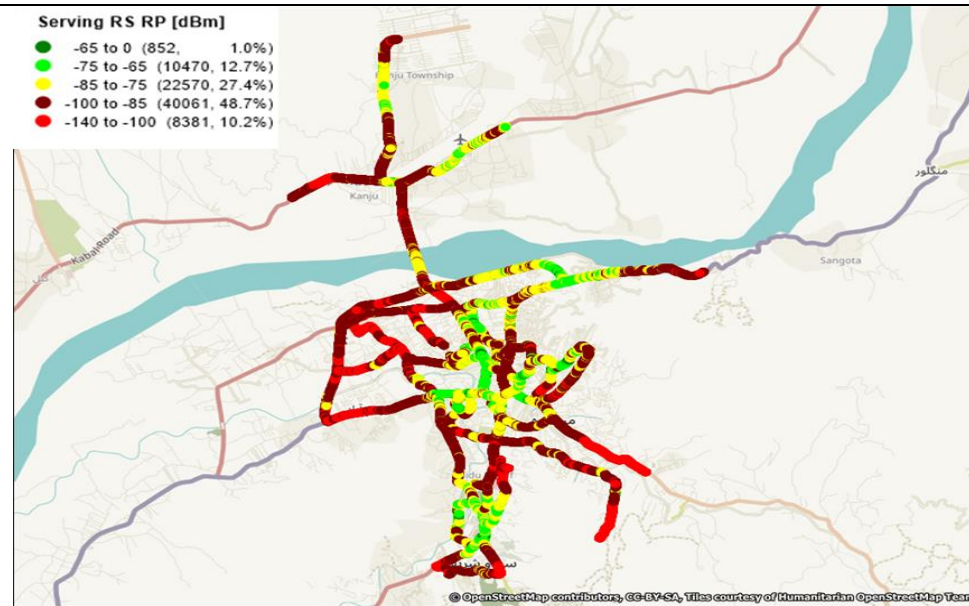 Serving RS RP [dBm]
-65 to 0 (852, 1.0%)
-75 to -65 (10470, 12.7%)
-85 to -75 (22570, 27.4%)
-100 to -85 (40061, 48.7%)
-140 to -100 (8381, 10.2%)
Township
Kanju
منگلور
Kabal Road
Sangota
© OpenStreetMap contributors, CC-BY-SA, Tiles courtesy of Humanitarian OpenStreetMap Team